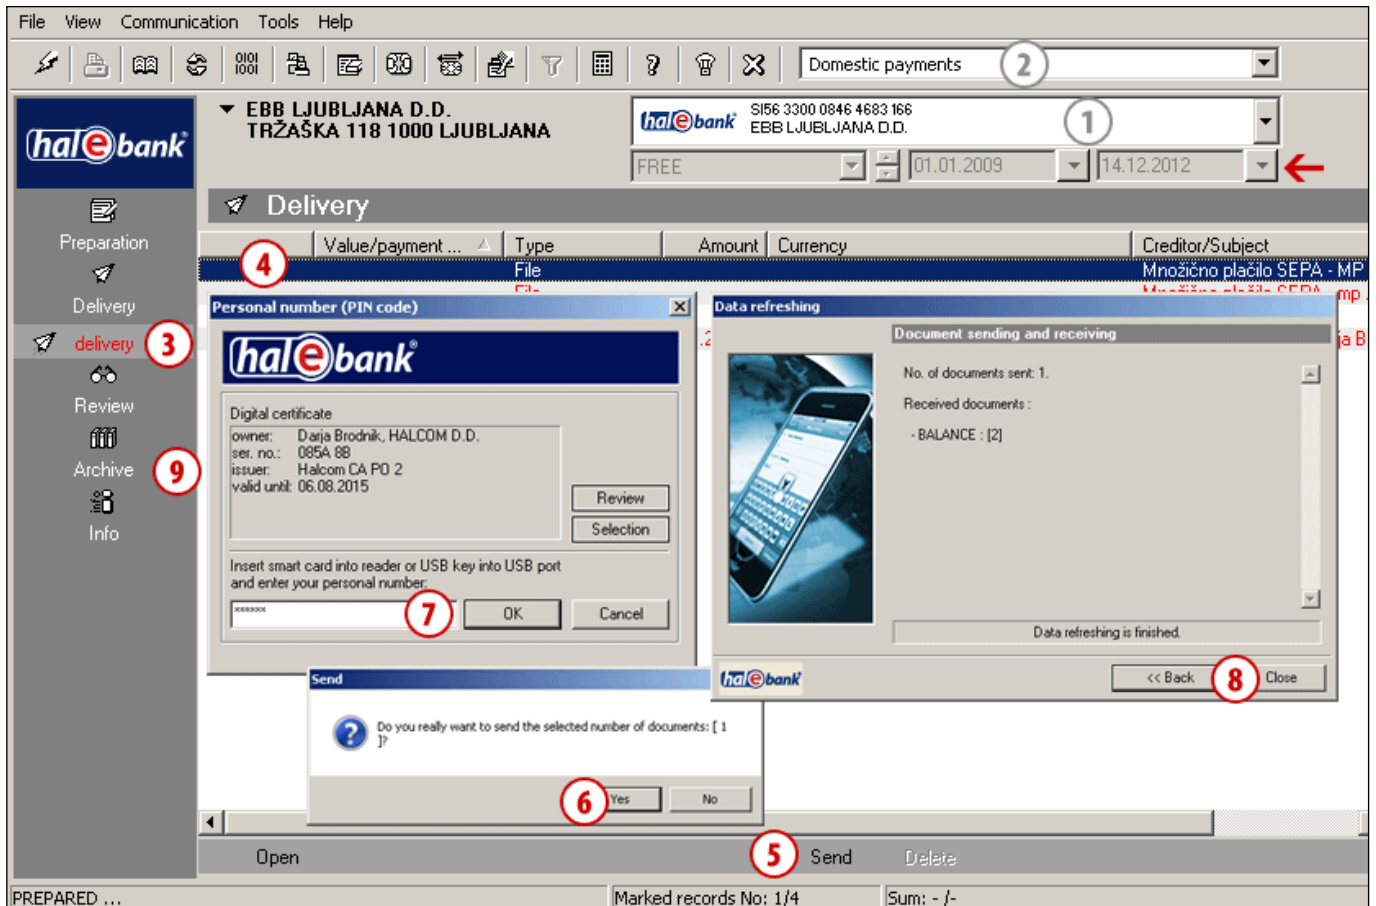 File View Communication Tools Help
Domestic payments 2
hal@bank
EBB LJUBLJANA D.D.
TRŽAŠKA 118 1000 LJUBLJANA
hal@bank
SI56 3300 0846 4683 166
EBB LJUBLJANA D.D.
1
FREE 01.01.2009 14.12.2012
Delivery
Preparation
Delivery
delivery 3
Review
Archive 9
Info
4 Value/payment ... Type Amount Currency Creditor/Subject
File Množično plačilo SEPA - MP
File Množično plačilo SEPA - mp
ja B
Personal number (PIN code)
hal@bank
Digital certificate
owner: Darja Brodnik, HALCOM D.D.
ser. no.: 085A 8B
issuer: Halcom CA PO 2
valid until: 06.08.2015
Review
Selection
Insert smart card into reader or USB key into USB port
and enter your personal number:
xxxxxx 7 OK Cancel
Data refreshing
Document sending and receiving
No. of documents sent: 1.
Received documents :
- BALANCE : [2]
Data refreshing is finished.
hal@bank
<< Back 8 Close
Send
Do you really want to send the selected number of documents: [ 1
]?
6 Yes No
Open 5 Send Delete
PREPARED ... Marked records No: 1/4 Sum: - /-